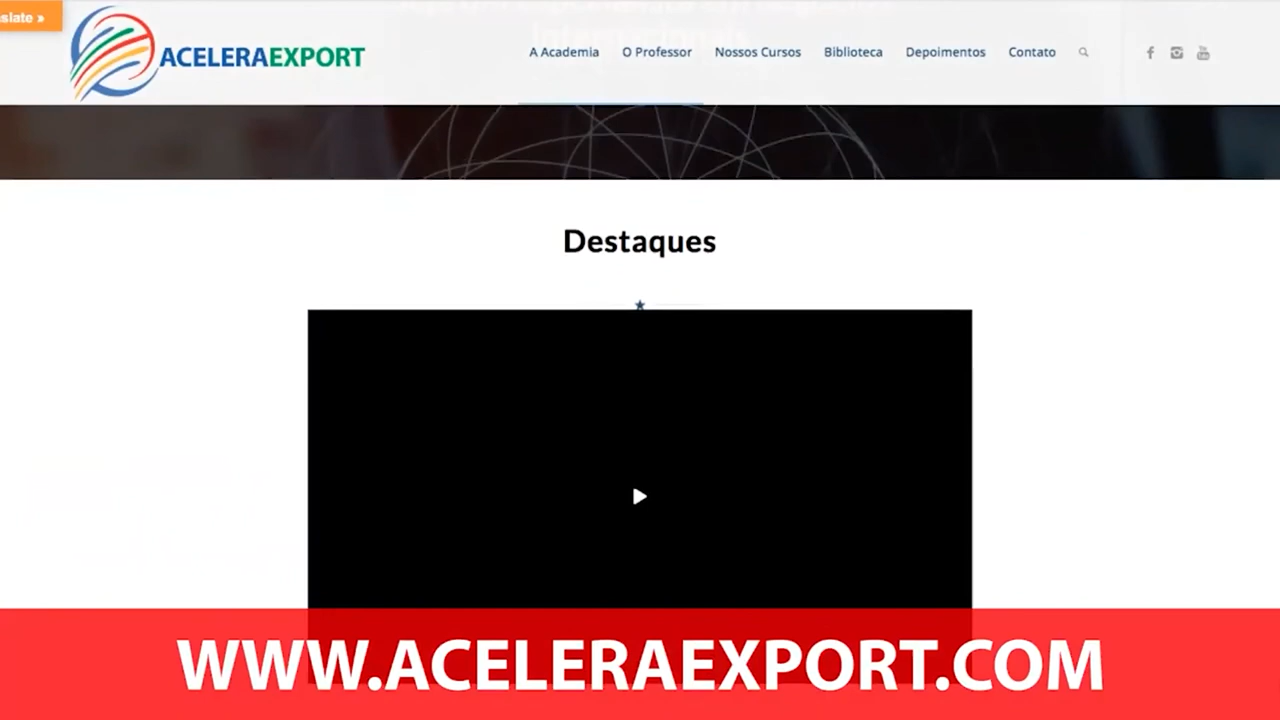 slate »
ACELERAEXPORT
A Academia O Professor Nossos Cursos Biblioteca Depoimentos Contato
Destaques
WWW.ACELERAEXPORT.COM